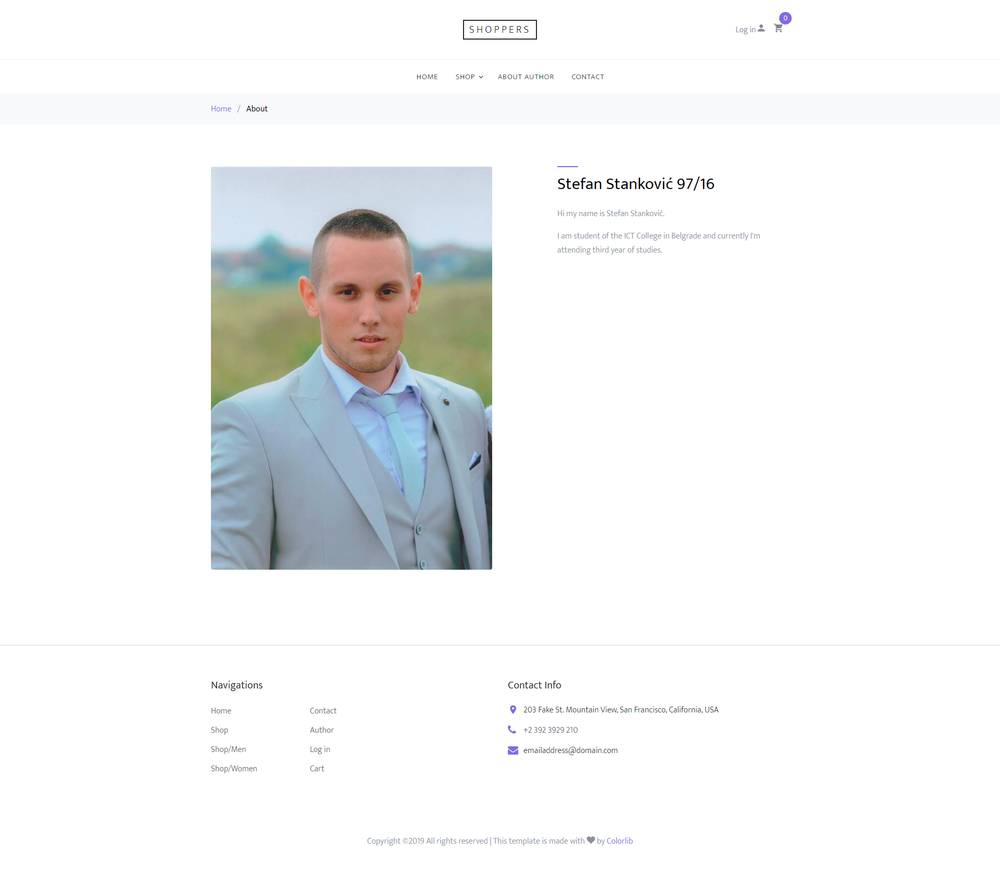 SHOPPERS
Log in
0
HOME
SHOP
ABOUT AUTHOR
CONTACT
Home / About
Stefan Stanković 97/16
Hi my name is Stefan Stanković.
I am student of the ICT College in Belgrade and currently I'm
attending third year of studies.
Navigations
Home
Shop
Shop/Men
Shop/Women
Contact
Author
Log in
Cart
Contact Info
203 Fake St. Mountain View, San Francisco, California, USA
+2 392 3929 210
emailaddress@domain.com
Copyright ©2019 All rights reserved | This template is made with ♥ by Colorlib